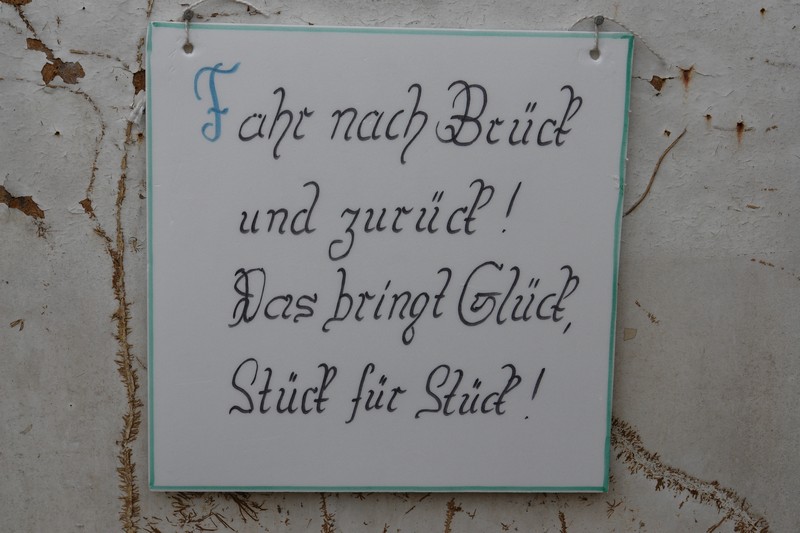 Fahr nach Brück
und zurück!
Das bringt Glück,
Stück für Stück!